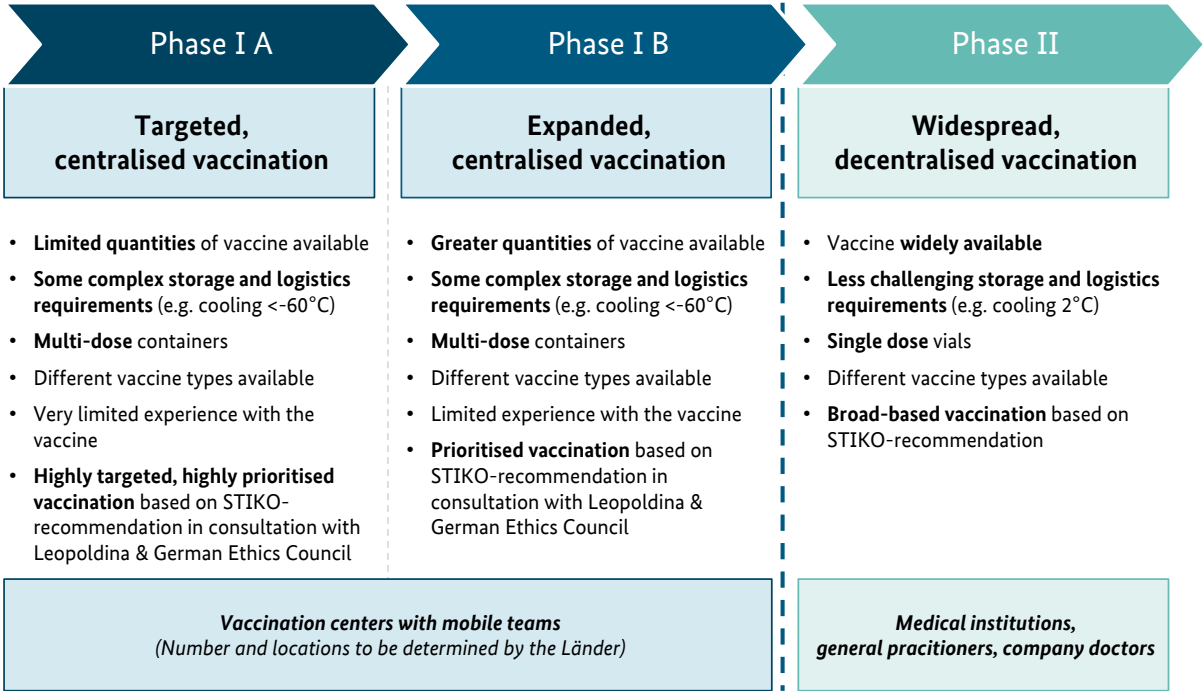 Phase I A
Phase I B
Phase II
Targeted,
centralised vaccination
Expanded,
centralised vaccination
Widespread,
decentralised vaccination
• Limited quantities of vaccine available
• Some complex storage and logistics
requirements (e.g. cooling <-60°C)
• Multi-dose containers
• Different vaccine types available
• Very limited experience with the
vaccine
• Highly targeted, highly prioritised
vaccination based on STIKO-
recommendation in consultation with
Leopoldina & German Ethics Council
• Greater quantities of vaccine available
• Some complex storage and logistics
requirements (e.g. cooling <-60°C)
• Multi-dose containers
• Different vaccine types available
• Limited experience with the vaccine
• Prioritised vaccination based on
STIKO-recommendation in
consultation with Leopoldina &
German Ethics Council
• Vaccine widely available
• Less challenging storage and logistics
requirements (e.g. cooling 2°C)
• Single dose vials
• Different vaccine types available
• Broad-based vaccination based on
STIKO-recommendation
Vaccination centers with mobile teams
(Number and locations to be determined by the Länder)
Medical institutions,
general pracitioners, company doctors